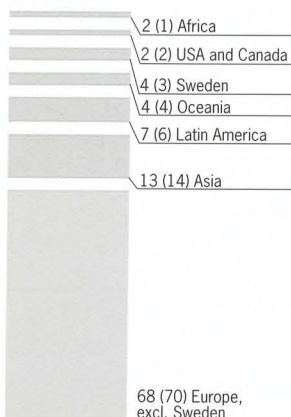 2 (1) Africa
2 (2) USA and Canada
4 (3) Sweden
4 (4) Oceania
7 (6) Latin America
13 (14) Asia
68 (70) Europe,
excl. Sweden